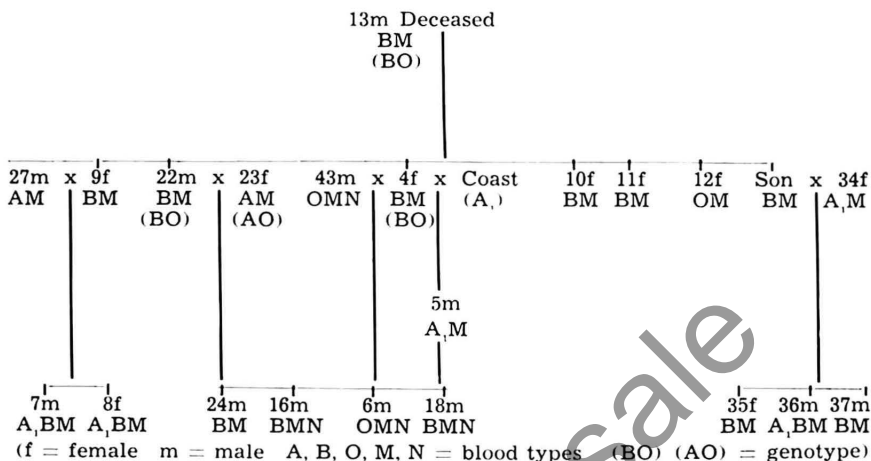 13m Deceased
BM
(BO)
27m x 9f 22m x 23f 43m x 4f x Coast 10f 11f 12f Son x 34f
AM BM BM AM OMN BM (A₁) BM BM OM BM A₁M
(BO) (AO) (BO)
5m
A₁M
7m 8f 24m 16m 6m 18m 35f 36m 37m
A₁BM A₁BM BM BMN OMN BMN BM A₁BM BM
(f = female m = male A, B, O, M, N = blood types (BO) (AO) = genotype)
sale